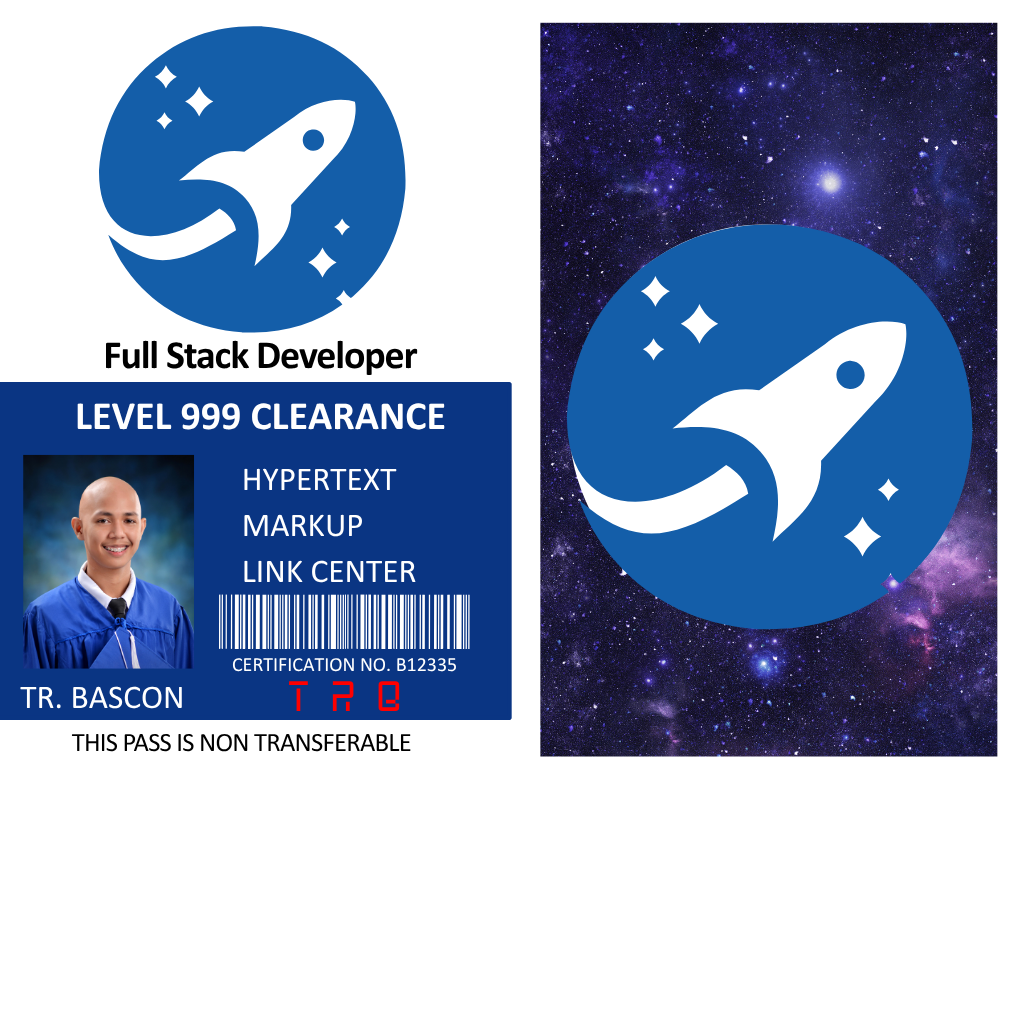 Full Stack Developer
LEVEL 999 CLEARANCE
HYPERTEXT
MARKUP
LINK CENTER
CERTIFICATION NO. B12335
TR. BASCON
THIS PASS IS NON TRANSFERABLE